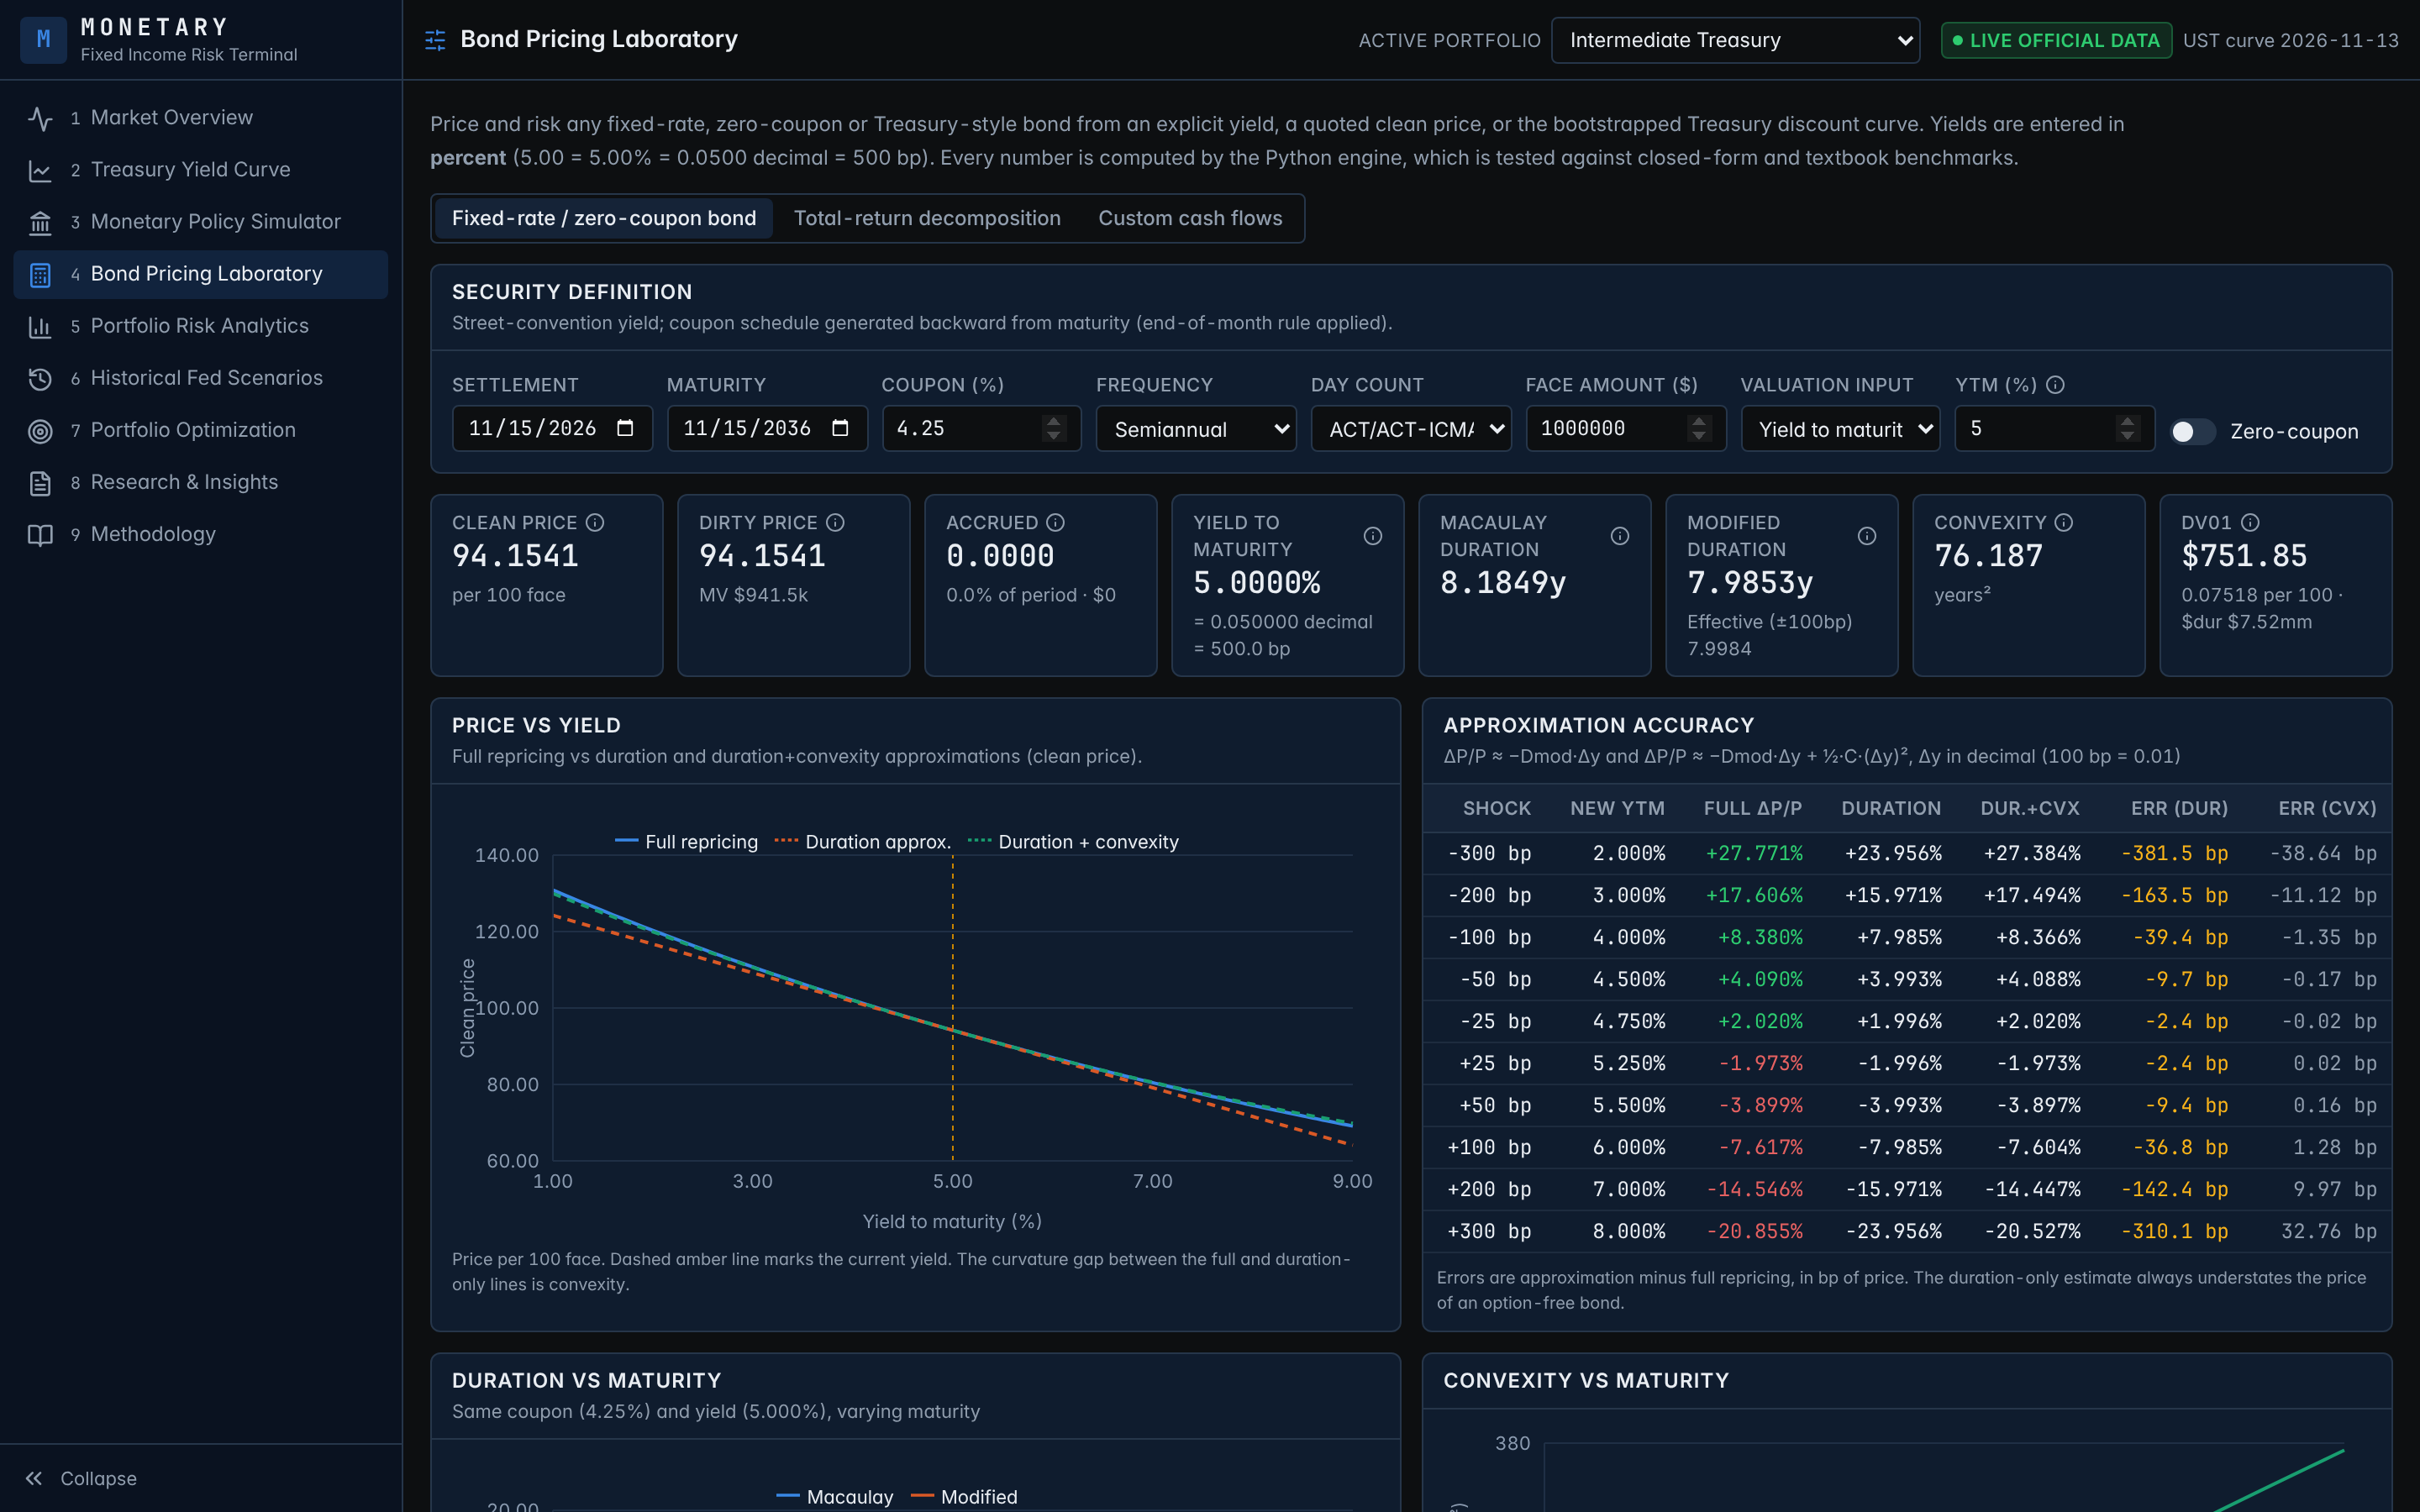 M
MONETARY
Fixed Income Risk Terminal
1 Market Overview
2 Treasury Yield Curve
3 Monetary Policy Simulator
4 Bond Pricing Laboratory
5 Portfolio Risk Analytics
6 Historical Fed Scenarios
7 Portfolio Optimization
8 Research & Insights
9 Methodology
Collapse
Bond Pricing Laboratory
ACTIVE PORTFOLIO Intermediate Treasury LIVE OFFICIAL DATA UST curve 2026-11-13
Price and risk any fixed-rate, zero-coupon or Treasury-style bond from an explicit yield, a quoted clean price, or the bootstrapped Treasury discount curve. Yields are entered in
percent (5.00 = 5.00% = 0.0500 decimal = 500 bp). Every number is computed by the Python engine, which is tested against closed-form and textbook benchmarks.
Fixed-rate / zero-coupon bond Total-return decomposition Custom cash flows
SECURITY DEFINITION
Street-convention yield; coupon schedule generated backward from maturity (end-of-month rule applied).
SETTLEMENT MATURITY COUPON (%) FREQUENCY DAY COUNT FACE AMOUNT ($) VALUATION INPUT YTM (%)
11/15/2026 11/15/2036 4.25 Semiannual ACT/ACT-ICMA 1000000 Yield to maturit 5 Zero-coupon
CLEAN PRICE
94.1541
per 100 face
DIRTY PRICE
94.1541
MV $941.5k
ACCRUED
0.0000
0.0% of period · $0
YIELD TO
MATURITY
5.0000%
= 0.050000 decimal
= 500.0 bp
MACAULAY
DURATION
8.1849y
MODIFIED
DURATION
7.9853y
Effective (±100bp)
7.9984
CONVEXITY
76.187
years²
DV01
$751.85
0.07518 per 100 ·
$dur $7.52mm
PRICE VS YIELD
Full repricing vs duration and duration+convexity approximations (clean price).
Full repricing Duration approx. Duration + convexity
140.00
120.00
100.00
80.00
60.00
Clean price
1.00 3.00 5.00 7.00 9.00
Yield to maturity (%)
Price per 100 face. Dashed amber line marks the current yield. The curvature gap between the full and duration-
only lines is convexity.
APPROXIMATION ACCURACY
ΔP/P ≈ −Dmod·Δy and ΔP/P ≈ −Dmod·Δy + ½·C·(Δy)², Δy in decimal (100 bp = 0.01)
SHOCK NEW YTM FULL ΔP/P DURATION DUR.+CVX ERR (DUR) ERR (CVX)
-300 bp 2.000% +27.771% +23.956% +27.384% -381.5 bp -38.64 bp
-200 bp 3.000% +17.606% +15.971% +17.494% -163.5 bp -11.12 bp
-100 bp 4.000% +8.380% +7.985% +8.366% -39.4 bp -1.35 bp
-50 bp 4.500% +4.090% +3.993% +4.088% -9.7 bp -0.17 bp
-25 bp 4.750% +2.020% +1.996% +2.020% -2.4 bp -0.02 bp
+25 bp 5.250% -1.973% -1.996% -1.973% -2.4 bp 0.02 bp
+50 bp 5.500% -3.899% -3.993% -3.897% -9.4 bp 0.16 bp
+100 bp 6.000% -7.617% -7.985% -7.604% -36.8 bp 1.28 bp
+200 bp 7.000% -14.546% -15.971% -14.447% -142.4 bp 9.97 bp
+300 bp 8.000% -20.855% -23.956% -20.527% -310.1 bp 32.76 bp
Errors are approximation minus full repricing, in bp of price. The duration-only estimate always understates the price
of an option-free bond.
DURATION VS MATURITY
Same coupon (4.25%) and yield (5.000%), varying maturity
Macaulay Modified
20.00
CONVEXITY VS MATURITY
380